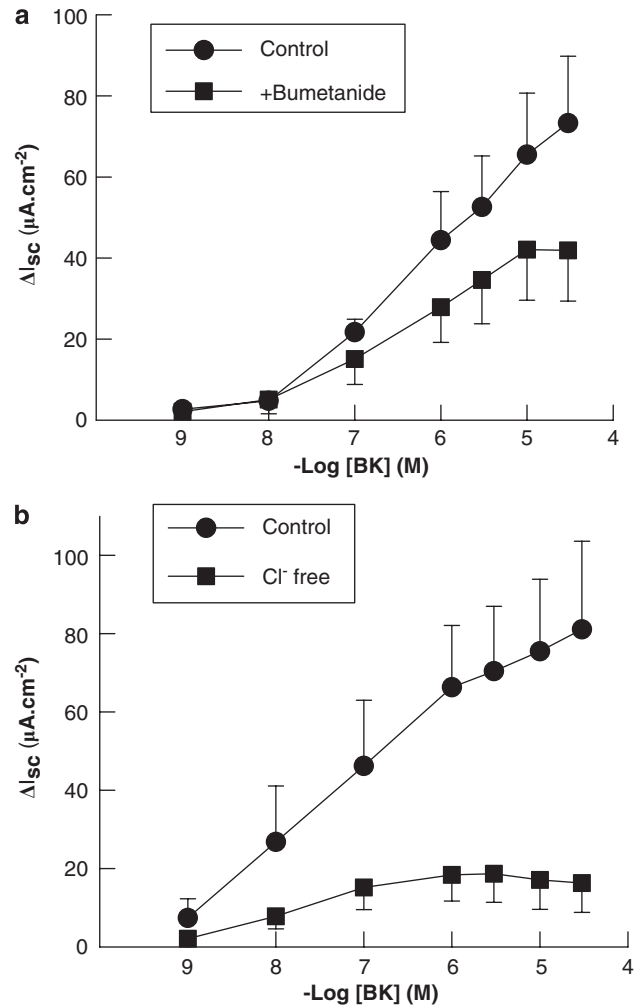 a
100
80
60
40
20
0
ΔISC (μA.cm-2)
Control
+Bumetanide
9 8 7 6 5 4
-Log [BK] (M)
b
100
80
60
40
20
0
ΔISC (μA.cm-2)
Control
Cl- free
9 8 7 6 5 4
-Log [BK] (M)